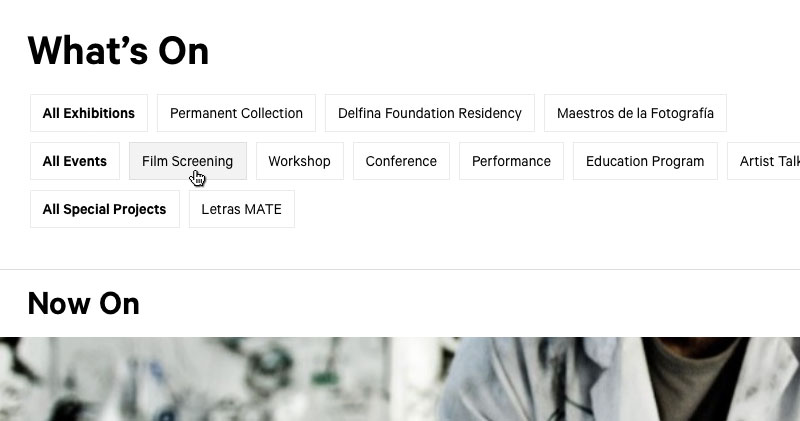 What’s On
All Exhibitions Permanent Collection Delfina Foundation Residency Maestros de la Fotografía
All Events Film Screening Workshop Conference Performance Education Program Artist Talk
All Special Projects Letras MATE
Now On